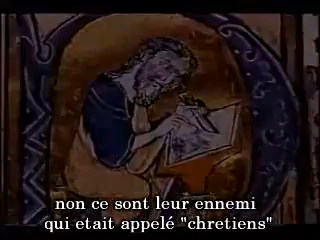 non ce sont leur ennemi
qui etait appelé "chretiens"